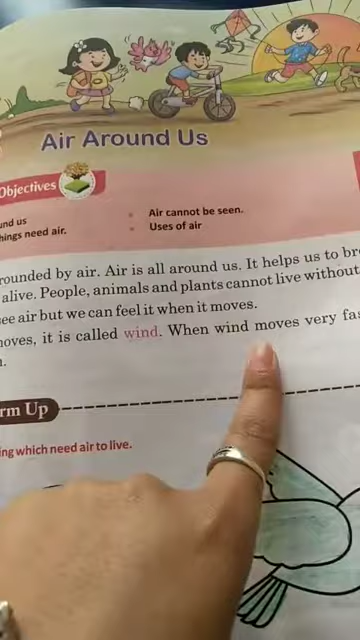 Air Around Us
Objectives
und us
hings need air.
Air cannot be seen.
Uses of air
rounded by air. Air is all around us. It helps us to br
alive. People, animals and plants cannot live without
see air but we can feel it when it moves.
moves, it is called wind. When wind moves very fas
rm Up
ing which need air to live.